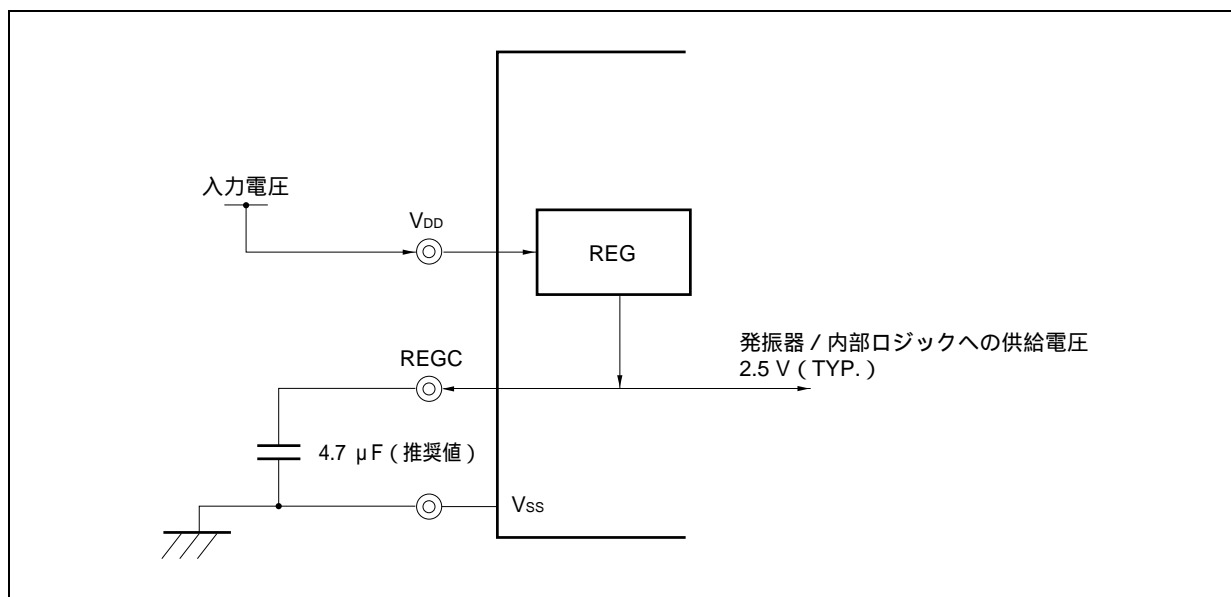 入力電圧
VDD
REG
発振器 / 内部ロジックへの供給電圧
2.5 V ( TYP. )
REGC
4.7 μF ( 推奨値 )
VSS